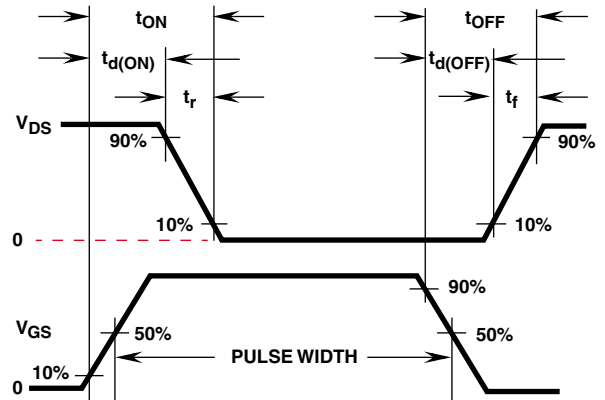 tON tOFF
td(ON) td(OFF)
tr tf
VDS
90% 90%
10% 10%
0
90%
VGS 50% 50%
PULSE WIDTH
10%
0